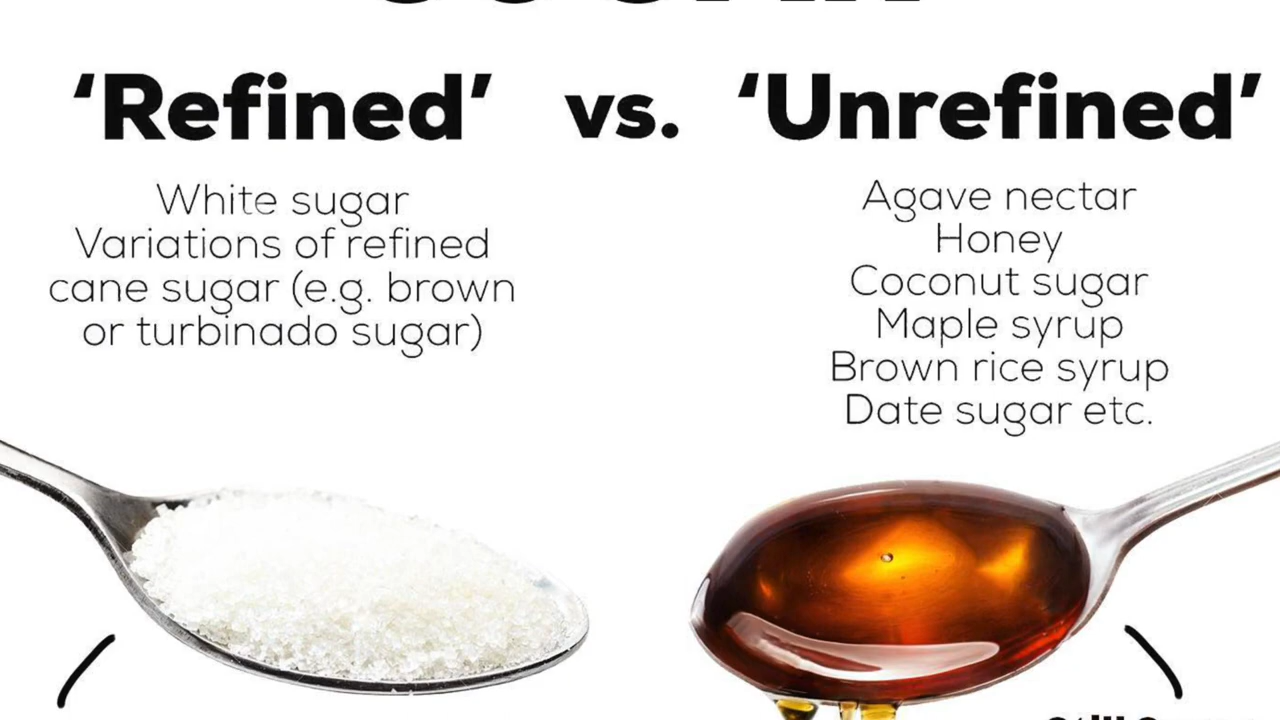 ‘Refined’ vs. ‘Unrefined’
White sugar
Variations of refined
cane sugar (e.g. brown
or turbinado sugar)
Agave nectar
Honey
Coconut sugar
Maple syrup
Brown rice syrup
Date sugar etc.